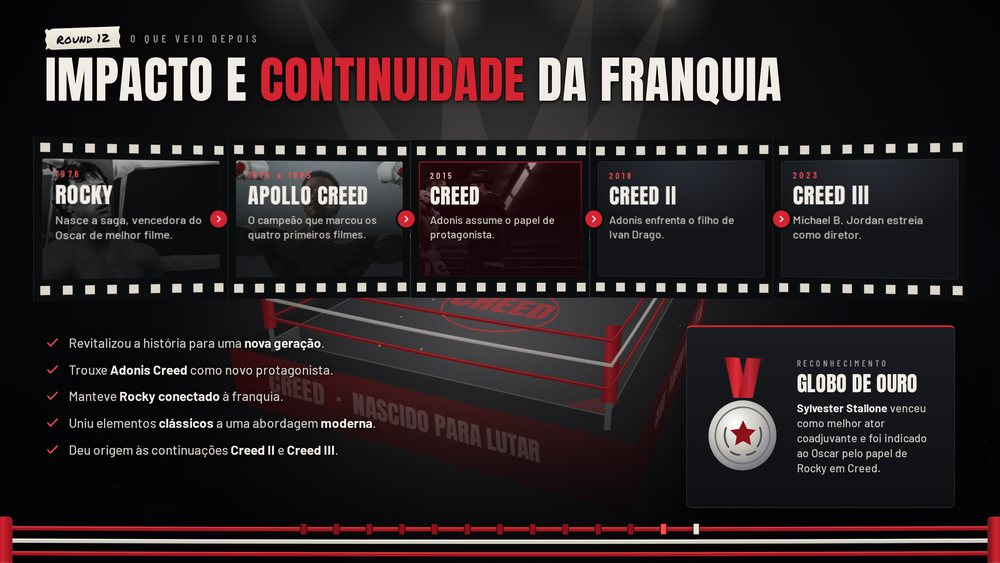 Round 12
O QUE VEIO DEPOIS
IMPACTO E CONTINUIDADE DA FRANQUIA
1976
ROCKY
Nasce a saga, vencedora do
Oscar de melhor filme.
1976 a 1985
APOLLO CREED
O campeão que marcou os
quatro primeiros filmes.
2015
CREED
Adonis assume o papel de
protagonista.
2018
CREED II
Adonis enfrenta o filho de
Ivan Drago.
2023
CREED III
Michael B. Jordan estreia
como diretor.
CREED
CREED · NASCIDO PARA LUTAR
Revitalizou a história para uma nova geração.
Trouxe Adonis Creed como novo protagonista.
Manteve Rocky conectado à franquia.
Uniu elementos clássicos a uma abordagem moderna.
Deu origem às continuações Creed II e Creed III.
RECONHECIMENTO
GLOBO DE OURO
Sylvester Stallone venceu
como melhor ator
coadjuvante e foi indicado
ao Oscar pelo papel de
Rocky em Creed.